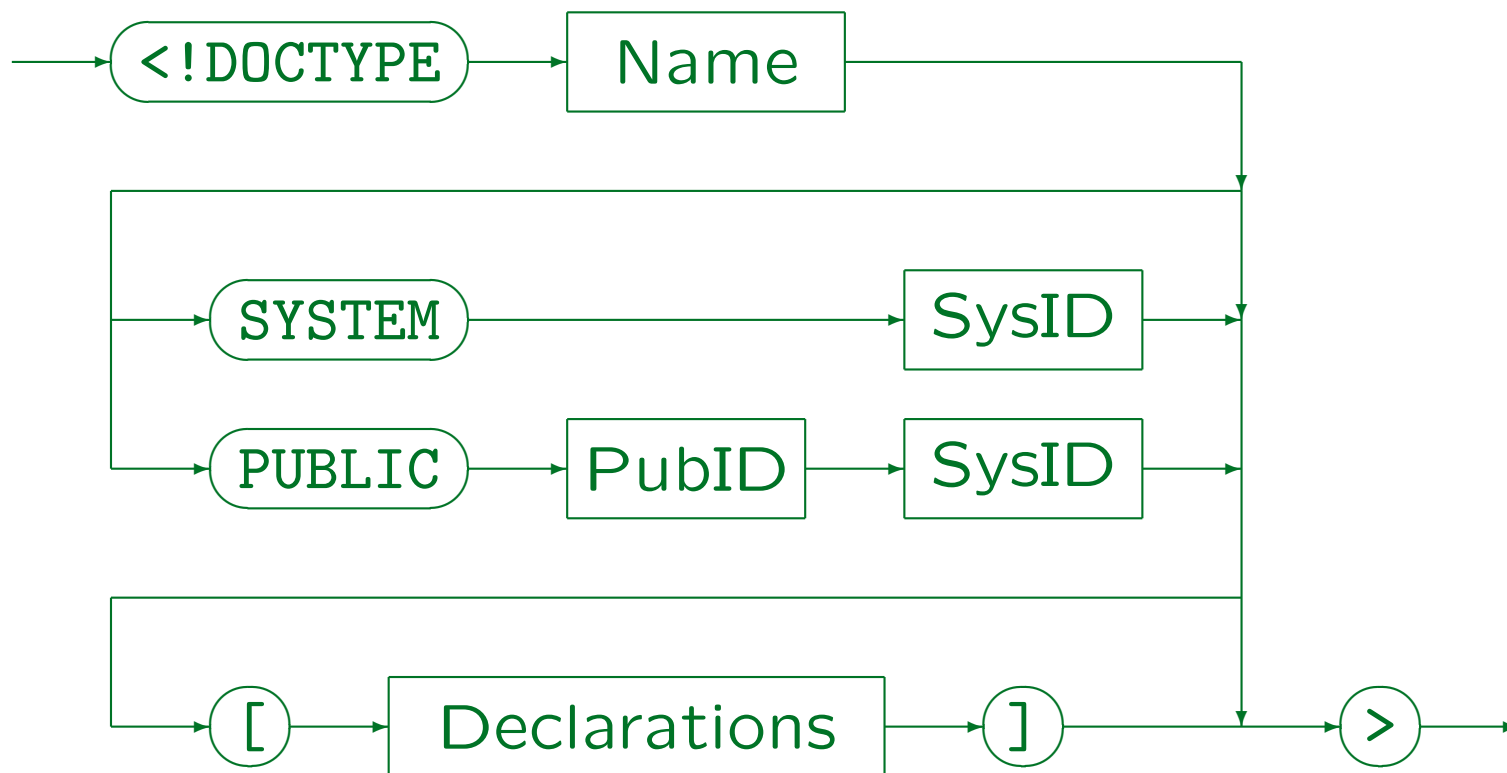 <!DOCTYPE Name
SYSTEM SysID
PUBLIC PubID SysID
[ Declarations ] >